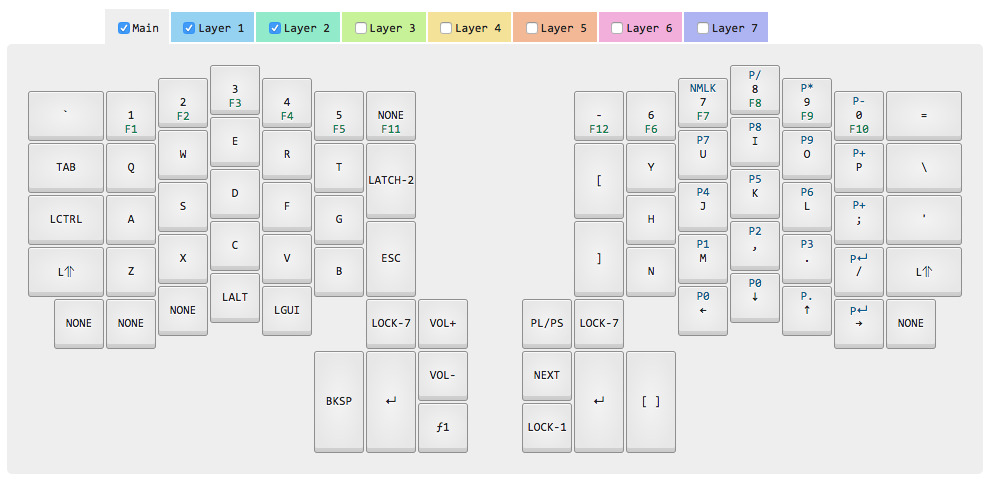 Main Layer 1 Layer 2 Layer 3 Layer 4 Layer 5 Layer 6 Layer 7
`
1
F1
2
F2
3
F3
4
F4
5
F5
NONE
F11
TAB
Q
W
E
R
T
LATCH-2
LCTRL
A
S
D
F
G
L⇧
Z
X
C
V
B
ESC
NONE
NONE
NONE
LALT
LGUI
LOCK-7
VOL+
BKSP
↵
VOL-
ƒ1
-
F12
6
F6
NMLK
7
F7
P/
8
F8
P*
9
F9
P-
0
F10
=
[
Y
P7
U
P8
I
P9
O
P+
P
\
H
P4
J
P5
K
P6
L
P+
;
'
]
N
P1
M
P2
,
P3
.
P↵
/
L⇧
PL/PS
LOCK-7
P0
←
P0
↓
P.
↑
P↵
→
NONE
NEXT
↵
[ ]
LOCK-1